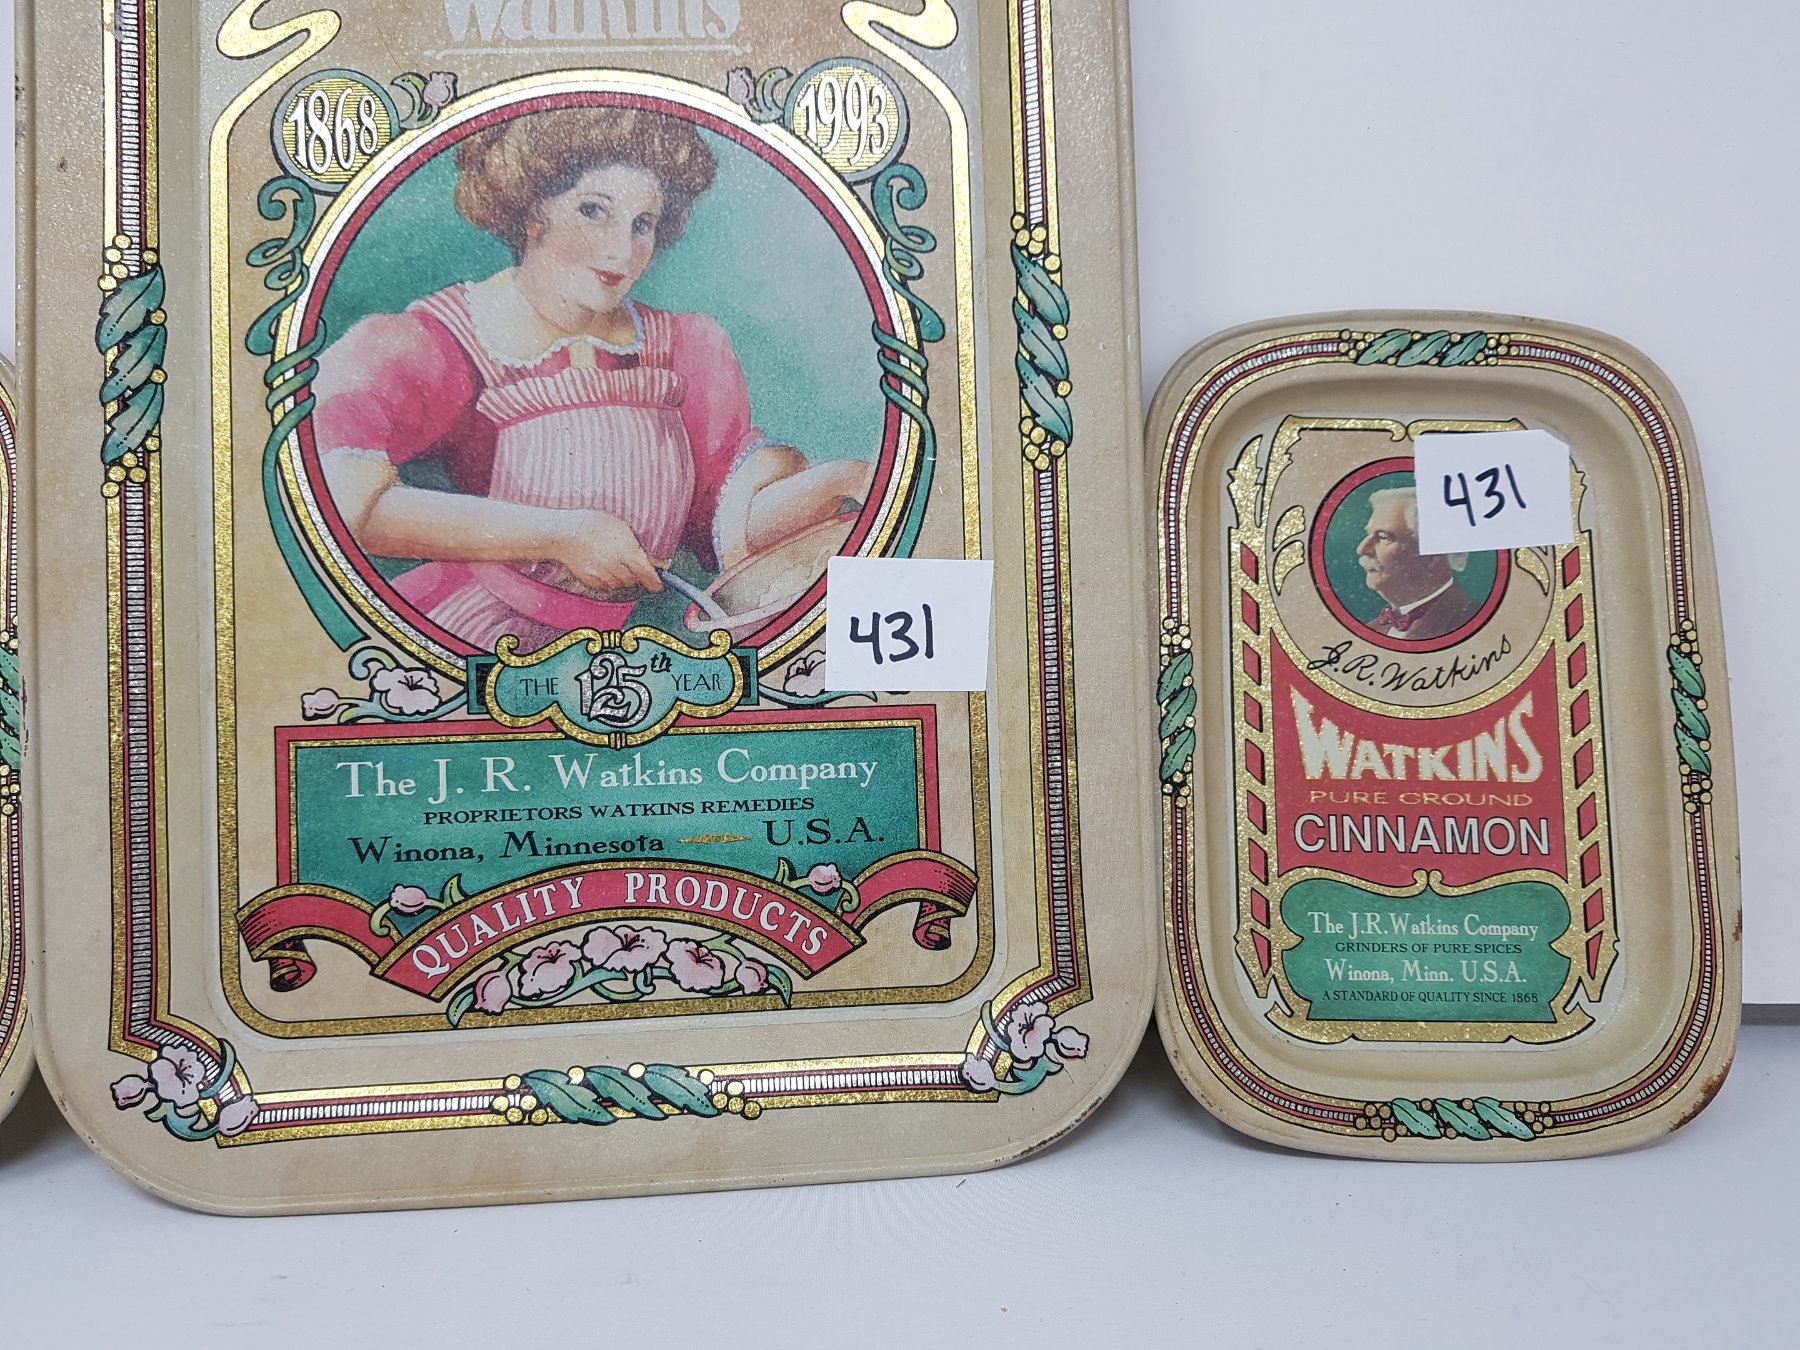 Watkins
1868
1993
431
THE 125th YEAR
The J. R. Watkins Company
PROPRIETORS WATKINS REMEDIES
Winona, Minnesota U.S.A.
QUALITY PRODUCTS
431
J. R. Watkins
WATKINS
PURE GROUND
CINNAMON
The J.R. Watkins Company
GRINDERS OF PURE SPICES
Winona, Minn. U.S.A.
A STANDARD OF QUALITY SINCE 1868